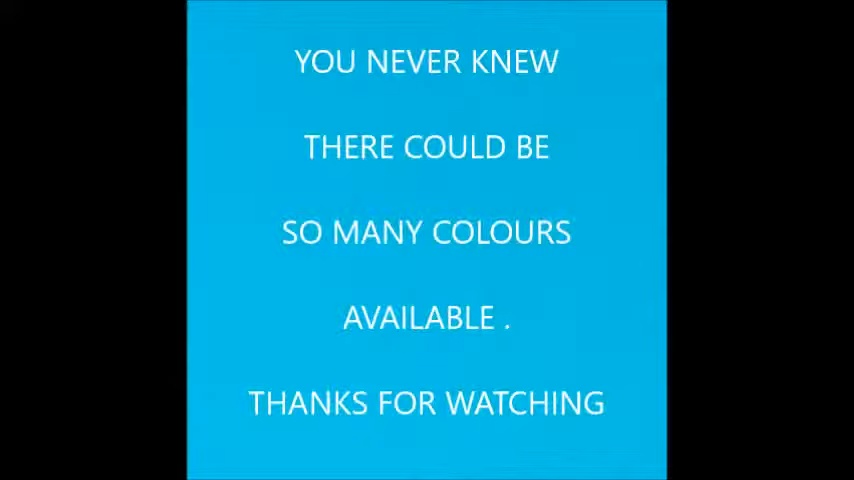 YOU NEVER KNEW
THERE COULD BE
SO MANY COLOURS
AVAILABLE .
THANKS FOR WATCHING